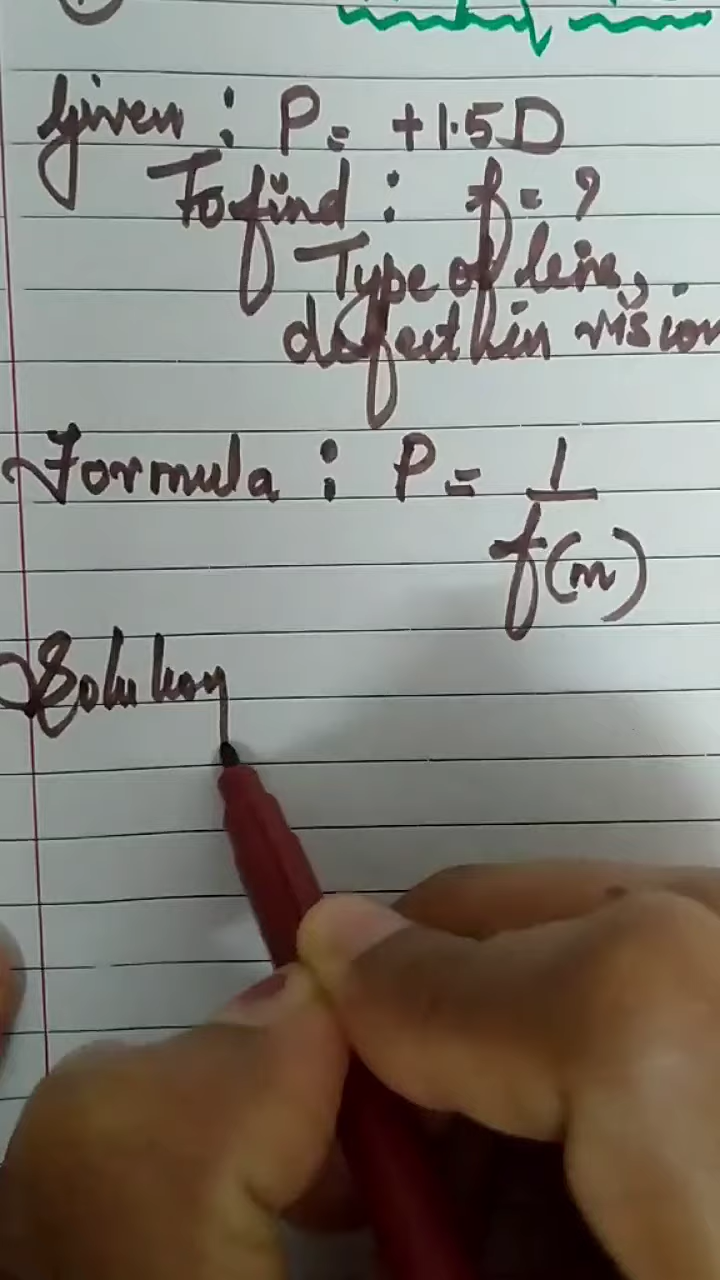 Given : P = +1.5D
To find : f = ?
Type of lens,
defect in vision
Formula : P = 1
f(m)
Solution